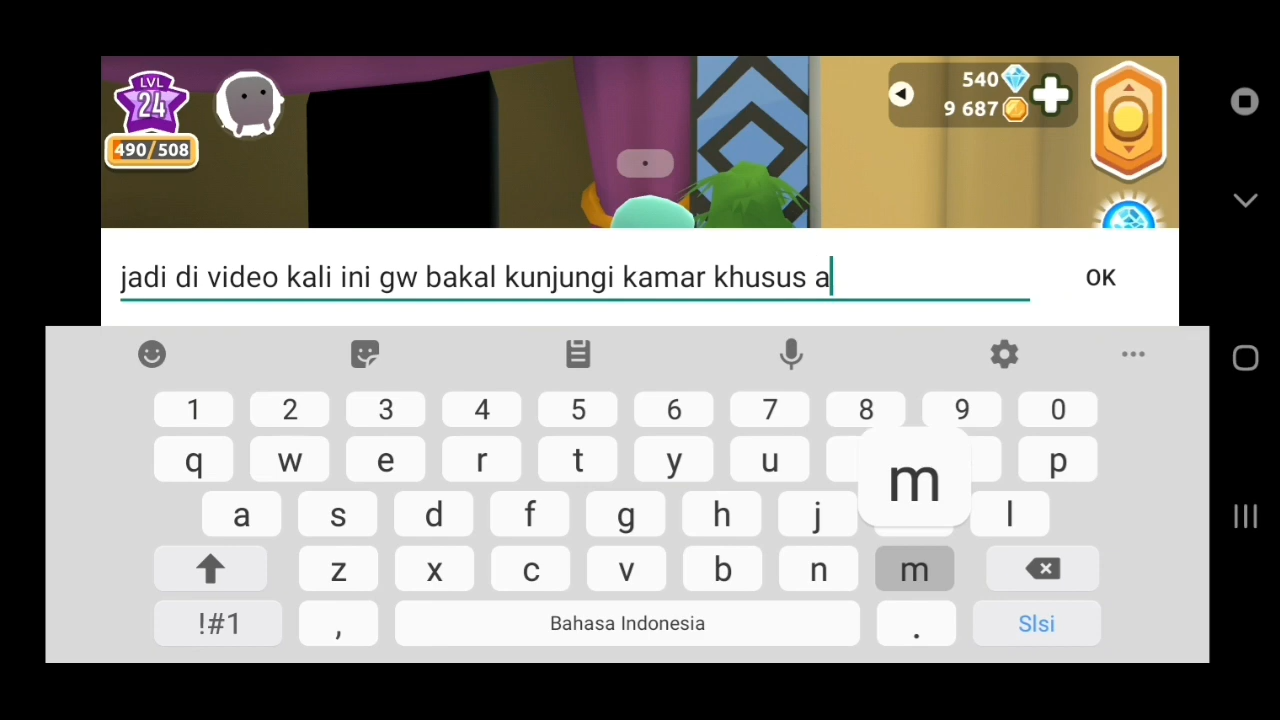 LVL
24
490/508
540
9 687
jadi di video kali ini gw bakal kunjungi kamar khusus a
OK
1 2 3 4 5 6 7 8 9 0
q w e r t y u p
m
a s d f g h j l
z x c v b n m
!#1 , Bahasa Indonesia . Slsi